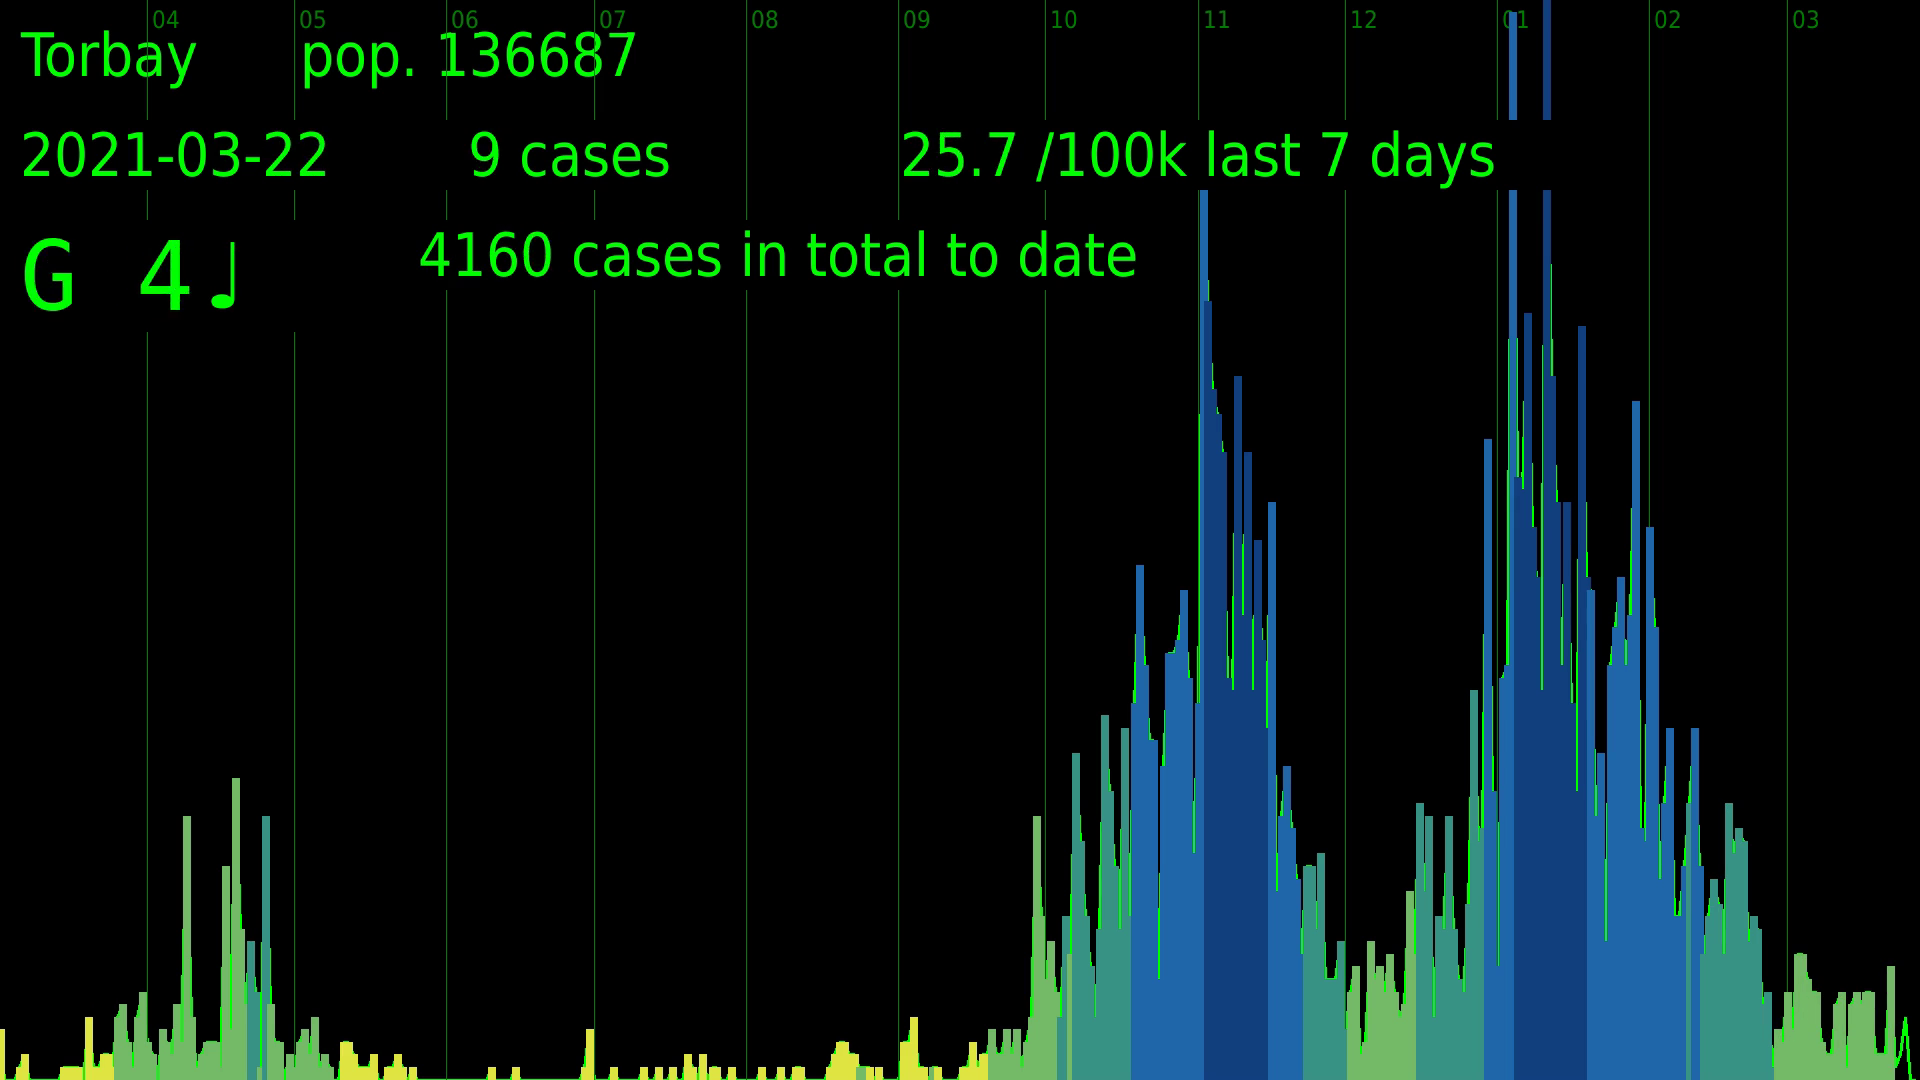 04 05 06 07 08 09 10 11 12 01 02 03
Torbay pop. 136687
2021-03-22 9 cases 25.7 /100k last 7 days
G 4♩ 4160 cases in total to date